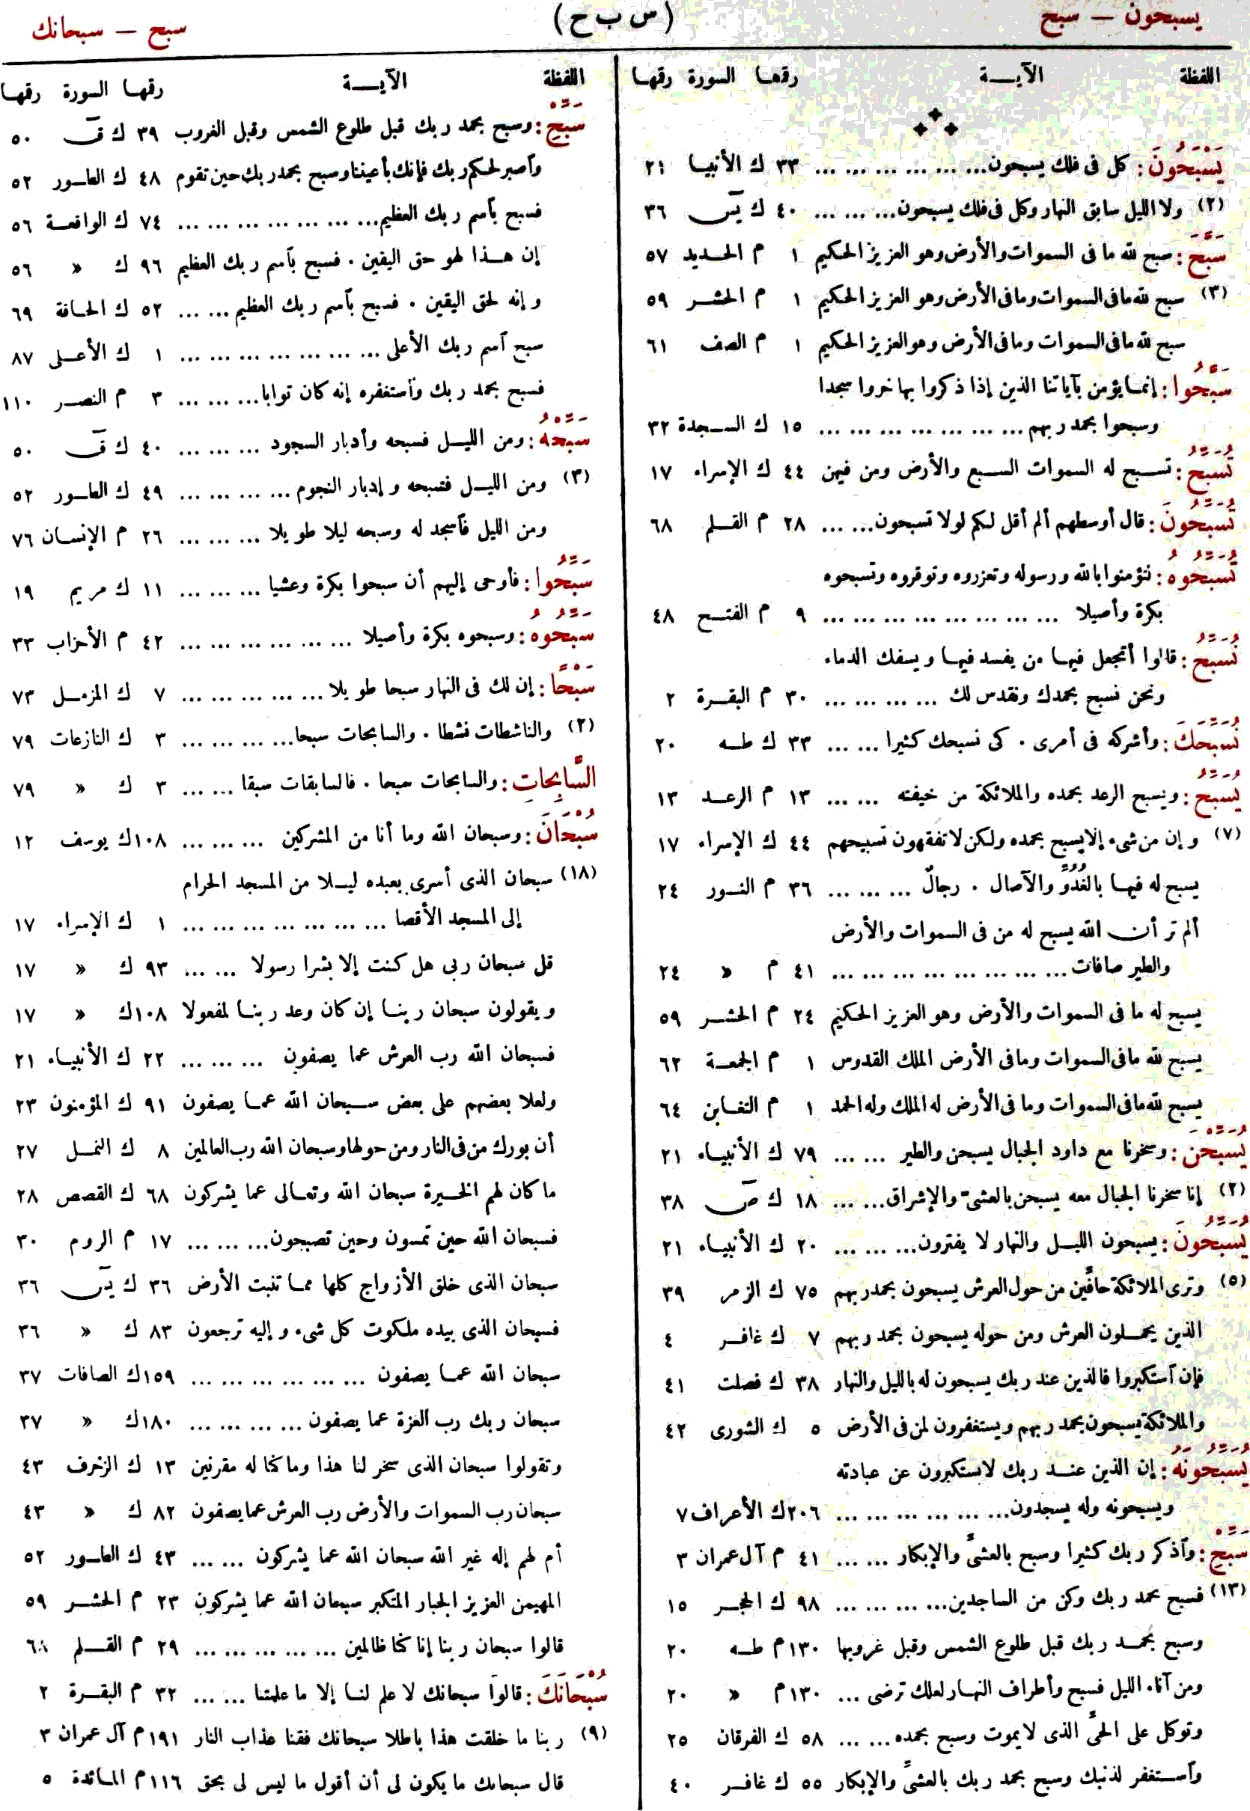 يسبحون — سبح
(س ب ح)
سبح — سبحانك
اللفظة الآيــة رقمها السورة رقمها
يَسْبَحُونَ: كل فى فلك يسبحون... ... ... ... ... ... ٣٣ ك الأنبيا ٢١
(٢) ولا الليل سابق النهار وكل فى فلك يسبحون... ... ... ٤٠ ك يٓس ٣٦
سَبَّحَ: سبح لله ما فى السموات والأرض وهو العزيز الحكيم ١ م الحديد ٥٧
(٣) سبح لله ما فى السموات وما فى الأرض وهو العزيز الحكيم ١ م الحشر ٥٩
سبح لله ما فى السموات وما فى الأرض وهو العزيز الحكيم ١ م الصف ٦١
سَبَّحُوا: إنما يؤمن بآياتنا الذين إذا ذكروا بها خروا سجدا
وسبحوا بحمد ربهم... ... ... ... ... ... ... ١٥ ك السجدة ٣٢
تُسَبِّحُ: تسبح له السموات السبع والأرض ومن فيهن ٤٤ ك الإسراء ١٧
تُسَبِّحُونَ: قال أوسطهم ألم أقل لكم لولا تسبحون... ... ٢٨ م القلم ٦٨
تُسَبِّحُوهُ: لتؤمنوا بالله ورسوله وتعزروه وتوقروه وتسبحوه
بكرة وأصيلا ... ... ... ... ... ... ... ... ٩ م الفتح ٤٨
نُسَبِّحُ: قالوا أتجعل فيها من يفسد فيها ويسفك الدماء
ونحن نسبح بحمدك ونقدس لك ... ... ... ... ٣٠ م البقرة ٢
نُسَبِّحَكَ: وأشركه فى أمرى . كى نسبحك كثيرا ... ... ٣٣ ك طه ٢٠
يُسَبِّحُ: ويسبح الرعد بحمده والملائكة من خيفته ... ... ١٣ م الرعد ١٣
(٧) وإن من شىء إلا يسبح بحمده ولكن لا تفقهون تسبيحهم ٤٤ ك الإسراء ١٧
يسبح له فيها بالغُدُوِّ والآصال . رجالٌ ... ... ... ٣٦ م النور ٢٤
ألم تر أن الله يسبح له من فى السموات والأرض
والطير صافات... ... ... ... ... ... ... ... ٤١ م « ٢٤
يسبح له ما فى السموات والأرض وهو العزيز الحكيم ٢٤ م الحشر ٥٩
يسبح لله ما فى السموات وما فى الأرض الملك القدوس ١ م الجمعة ٦٢
يسبح لله ما فى السموات وما فى الأرض له الملك وله الحمد ١ م التغابن ٦٤
يُسَبِّحْنَ: وسخرنا مع داود الجبال يسبحن والطير ... ... ٧٩ ك الأنبياء ٢١
(٢) إنا سخرنا الجبال معه يسبحن بالعشىّ والإشراق... ... ١٨ ك صٓ ٣٨
يُسَبِّحُونَ: يسبحون الليل والنهار لا يفترون... ... ... ٢٠ ك الأنبياء ٢١
(٥) وترى الملائكة حافِّين من حول العرش يسبحون بحمد ربهم ٧٥ ك الزمر ٣٩
الذين يحملون العرش ومن حوله يسبحون بحمد ربهم ٧ ك غافر ٤
فإن آستكبروا فالذين عند ربك يسبحون له بالليل والنهار ٣٨ ك فصلت ٤١
والملائكة يسبحون بحمد ربهم ويستغفرون لمن فى الأرض ٥ ك الشورى ٤٢
يُسَبِّحُونَهُ: إن الذين عند ربك لا يستكبرون عن عبادته
ويسبحونه وله يسجدون... ... ... ... ... ... ٢٠٦ك الأعراف ٧
سَبِّحْ: وآذكر ربك كثيرا وسبح بالعشىِّ والإبكار ... ... ٤١ م آل عمران ٣
(١٣) فسبح بحمد ربك وكن من الساجدين... ... ... ... ٩٨ ك الحجر ١٥
وسبح بحمد ربك قبل طلوع الشمس وقبل غروبها ١٣٠م طه ٢٠
ومن آناء الليل فسبح وأطراف النهار لعلك ترضى ... ١٣٠م « ٢٠
وتوكل على الحىِّ الذى لا يموت وسبح بحمده... ... ... ٥٨ ك الفرقان ٢٥
وآستغفر لذنبك وسبح بحمد ربك بالعشىِّ والإبكار ٥٥ ك غافر ٤٠
اللفظة الآيــة رقمها السورة رقمها
سَبِّحْ: وسبح بحمد ربك قبل طلوع الشمس وقبل الغروب ٣٩ ك قٓ ٥٠
وآصبر لحكم ربك فإنك بأعيننا وسبح بحمد ربك حين تقوم ٤٨ ك الطور ٥٢
فسبح بآسم ربك العظيم... ... ... ... ... ... ... ٧٤ ك الواقعة ٥٦
إن هذا لهو حق اليقين . فسبح بآسم ربك العظيم ٩٦ ك « ٥٦
وإنه لحق اليقين . فسبح بآسم ربك العظيم ... ... ٥٢ ك الحاقة ٦٩
سبح آسم ربك الأعلى ... ... ... ... ... ... ... ١ ك الأعلى ٨٧
فسبح بحمد ربك وآستغفره إنه كان توابا... ... ... ٣ م النصر ١١٠
سَبِّحْهُ: ومن الليل فسبحه وأدبار السجود ... ... ... ٤٠ ك قٓ ٥٠
(٣) ومن الليل فسبحه وإدبار النجوم ... ... ... ... ٤٩ ك الطور ٥٢
ومن الليل فآسجد له وسبحه ليلا طويلا ... ... ... ٢٦ م الإنسان ٧٦
سَبِّحُوا: فأوحى إليهم أن سبحوا بكرة وعشيا ... ... ... ١١ ك مريم ١٩
سَبِّحُوهُ: وسبحوه بكرة وأصيلا ... ... ... ... ... ... ٤٢ م الأحزاب ٣٣
سَبْحًا: إن لك فى النهار سبحا طويلا ... ... ... ... ... ٧ ك المزمل ٧٣
(٢) والناشطات نشطا . والسابحات سبحا... ... ... ... ٣ ك النازعات ٧٩
السَّابِحَاتِ: والسابحات سبحا . فالسابقات سبقا ... ... ٣ ك « ٧٩
سُبْحَانَ: وسبحان الله وما أنا من المشركين ... ... ... ١٠٨ك يوسف ١٢
(١٨) سبحان الذى أسرى بعبده ليلا من المسجد الحرام
إلى المسجد الأقصا ... ... ... ... ... ... ... ١ ك الإسراء ١٧
قل سبحان ربى هل كنت إلا بشرا رسولا ... ... ٩٣ ك « ١٧
ويقولون سبحان ربنا إن كان وعد ربنا لمفعولا ١٠٨ك « ١٧
فسبحان الله رب العرش عما يصفون ... ... ... ٢٢ ك الأنبياء ٢١
ولعلا بعضهم على بعض سبحان الله عما يصفون ٩١ ك المؤمنون ٢٣
أن بورك من فى النار ومن حولها وسبحان الله رب العالمين ٨ ك النمل ٢٧
ما كان لهم الخيرة سبحان الله وتعالى عما يشركون ٦٨ ك القصص ٢٨
فسبحان الله حين تمسون وحين تصبحون... ... ... ١٧ م الروم ٣٠
سبحان الذى خلق الأزواج كلها مما تنبت الأرض ٣٦ ك يٓس ٣٦
فسبحان الذى بيده ملكوت كل شىء وإليه ترجعون ٨٣ ك « ٣٦
سبحان الله عما يصفون ... ... ... ... ... ... ١٥٩ك الصافات ٣٧
سبحان ربك رب العزة عما يصفون ... ... ... ... ١٨٠ك « ٣٧
وتقولوا سبحان الذى سخر لنا هذا وما كنا له مقرنين ١٣ ك الزخرف ٤٣
سبحان رب السموات والأرض رب العرش عما يصفون ٨٢ ك « ٤٣
أم لهم إله غير الله سبحان الله عما يشركون ... ... ٤٣ ك الطور ٥٢
المهيمن العزيز الجبار المتكبر سبحان الله عما يشركون ٢٣ م الحشر ٥٩
قالوا سبحان ربنا إنا كنا ظالمين ... ... ... ... ... ٢٩ م القلم ٦٨
سُبْحَانَكَ: قالوا سبحانك لا علم لنا إلا ما علمتنا ... ... ٣٢ م البقرة ٢
(٩) ربنا ما خلقت هذا باطلا سبحانك فقنا عذاب النار ١٩١م آل عمران ٣
قال سبحانك ما يكون لى أن أقول ما ليس لى بحق ١١٦م المائدة ٥